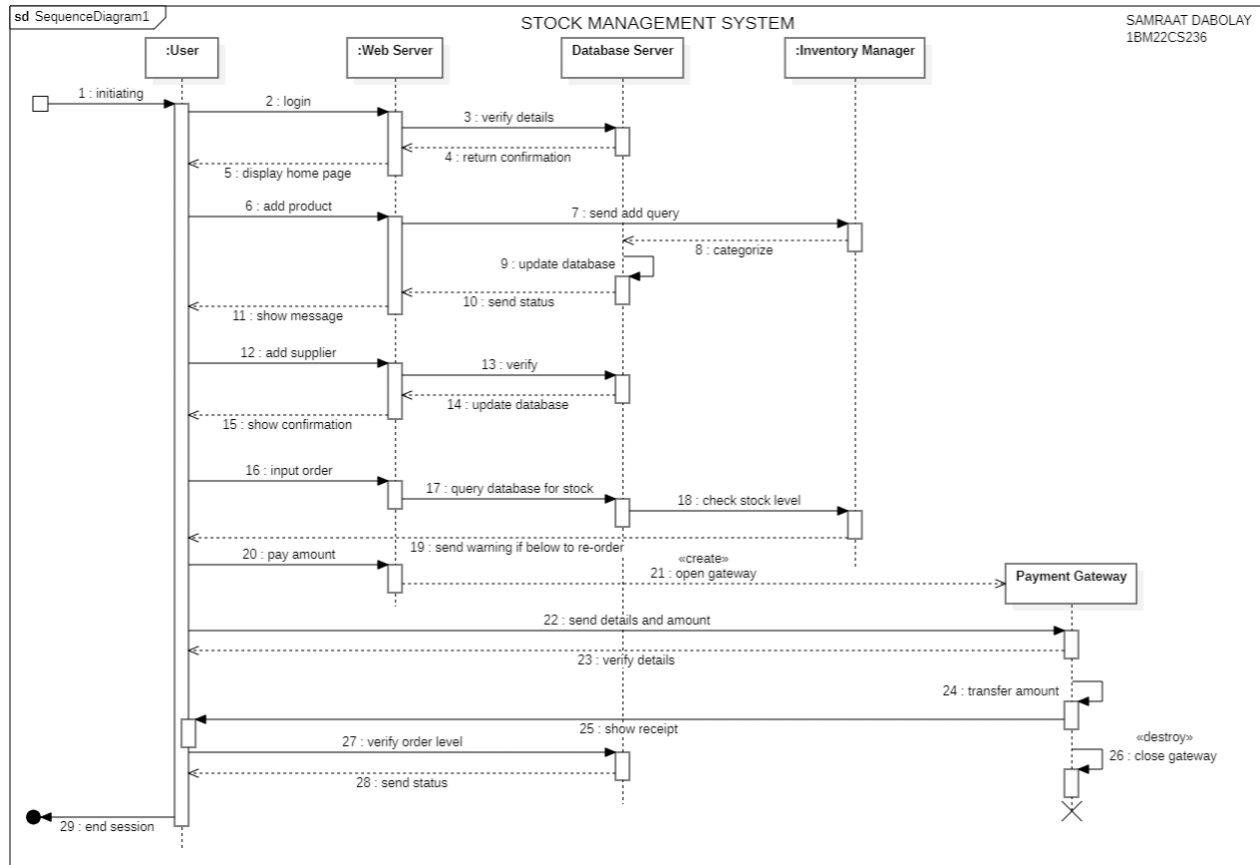 sd SequenceDiagram1
STOCK MANAGEMENT SYSTEM
SAMRAAT DABOLAY
1BM22CS236
:User
:Web Server
Database Server
:Inventory Manager
1 : initiating
2 : login
3 : verify details
4 : return confirmation
5 : display home page
6 : add product
7 : send add query
8 : categorize
9 : update database
10 : send status
11 : show message
12 : add supplier
13 : verify
14 : update database
15 : show confirmation
16 : input order
17 : query database for stock
18 : check stock level
19 : send warning if below to re-order
20 : pay amount
«create»
21 : open gateway
Payment Gateway
22 : send details and amount
23 : verify details
24 : transfer amount
25 : show receipt
«destroy»
26 : close gateway
27 : verify order level
28 : send status
29 : end session